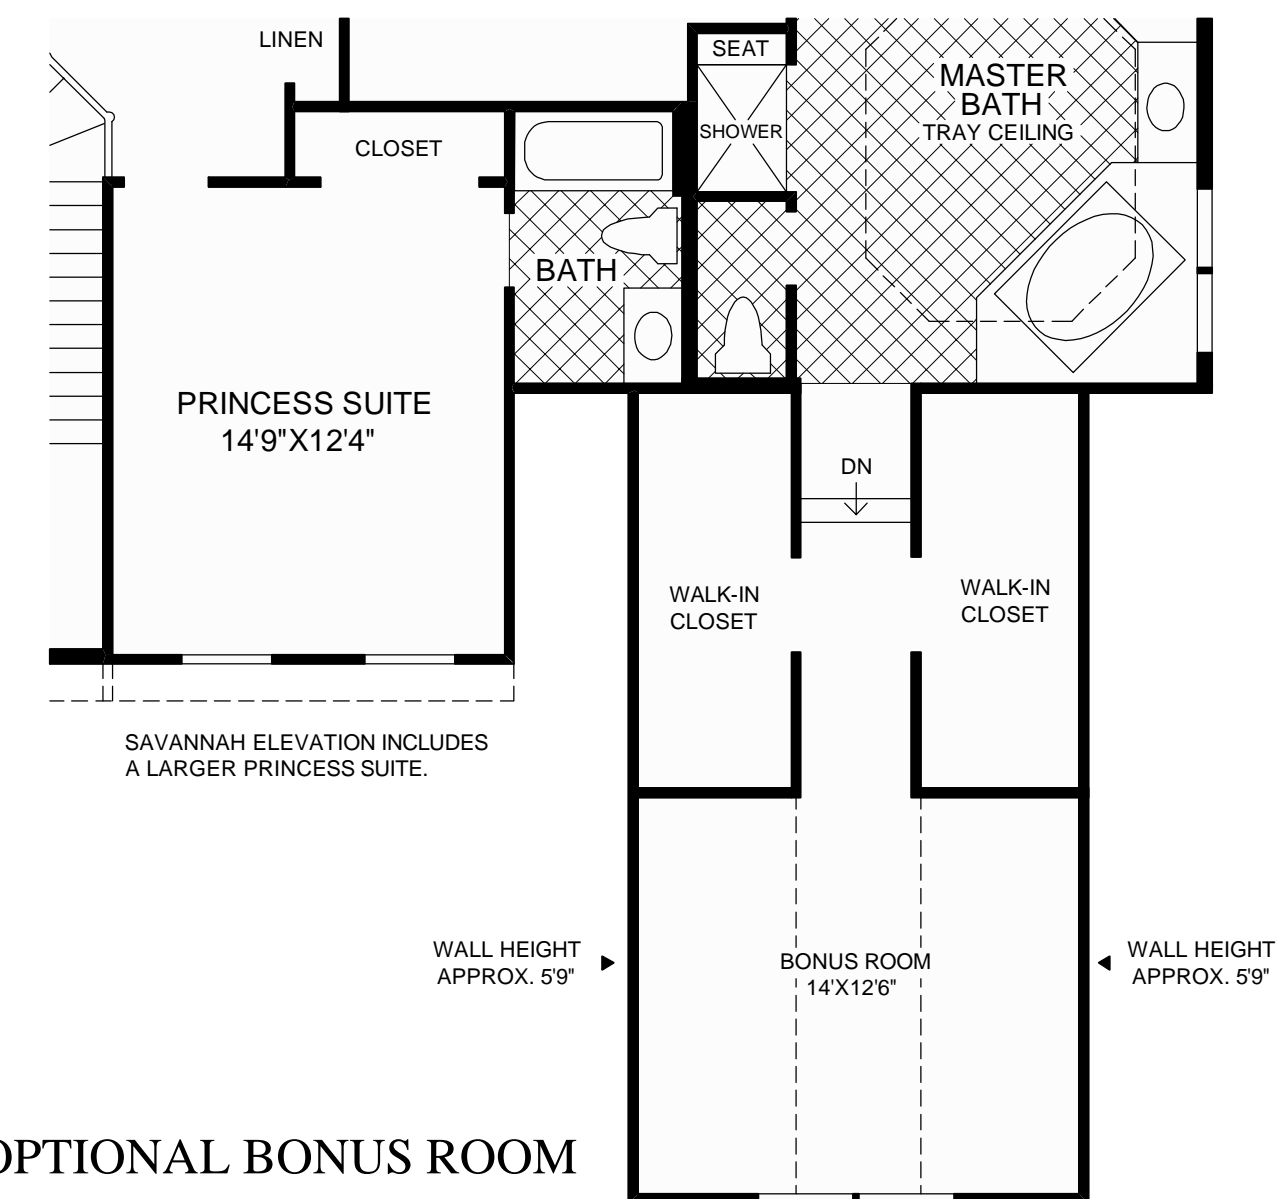 LINEN
SEAT
MASTER
BATH
TRAY CEILING
SHOWER
CLOSET
BATH
PRINCESS SUITE
14'9"X12'4"
DN
WALK-IN
CLOSET
WALK-IN
CLOSET
SAVANNAH ELEVATION INCLUDES
A LARGER PRINCESS SUITE.
WALL HEIGHT
APPROX. 5'9"
BONUS ROOM
14'X12'6"
WALL HEIGHT
APPROX. 5'9"
OPTIONAL BONUS ROOM